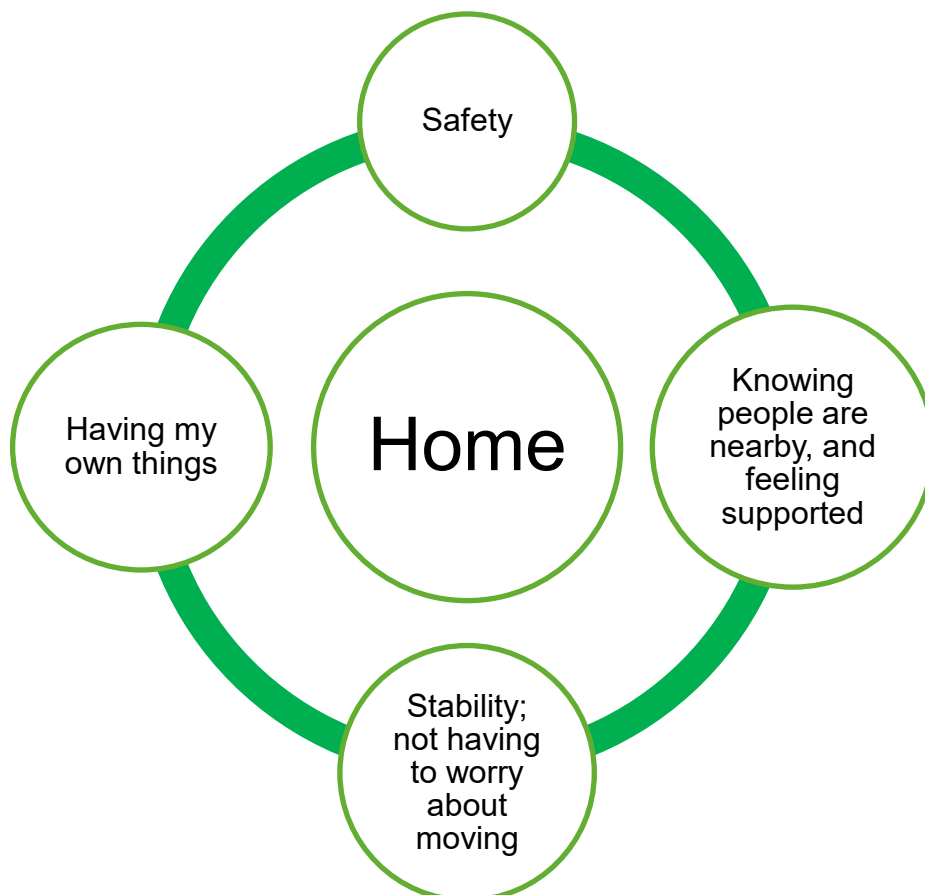 Safety
Knowing
people are
nearby, and
feeling
supported
Home
Having my
own things
Stability;
not having
to worry
about
moving